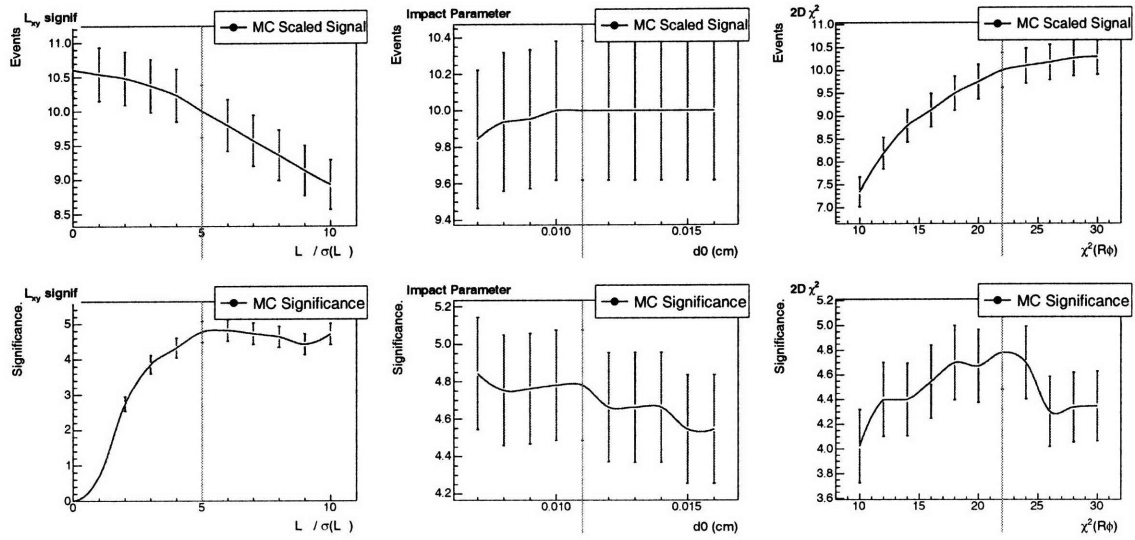 L_xy signif
MC Scaled Signal
Events
11.0
10.5
10.0
9.5
9.0
8.5
0 5 10
L /σ(L )
Impact Parameter
MC Scaled Signal
Events
10.4
10.2
10.0
9.8
9.6
9.4
0.010 0.015
d0 (cm)
2D χ²
MC Scaled Signal
Events
11.0
10.5
10.0
9.5
9.0
8.5
8.0
7.5
7.0
10 15 20 25 30
χ²(Rϕ)
L_xy signif
MC Significance
Significance.
5
4
3
2
1
0
0 5 10
L /σ(L )
Impact Parameter
MC Significance
Significance.
5.2
5.0
4.8
4.6
4.4
4.2
0.010 0.015
d0 (cm)
2D χ²
MC Significance
Significance.
5.2
5.0
4.8
4.6
4.4
4.2
4.0
3.8
3.6
10 15 20 25 30
χ²(Rϕ)